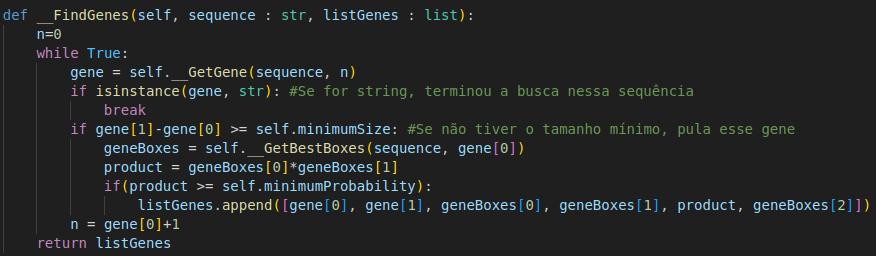 def __FindGenes(self, sequence : str, listGenes : list):
    n=0
    while True:
        gene = self.__GetGene(sequence, n)
        if isinstance(gene, str): #Se for string, terminou a busca nessa sequência
            break
        if gene[1]-gene[0] >= self.minimumSize: #Se não tiver o tamanho mínimo, pula esse gene
            geneBoxes = self.__GetBestBoxes(sequence, gene[0])
            product = geneBoxes[0]*geneBoxes[1]
            if(product >= self.minimumProbability):
                listGenes.append([gene[0], gene[1], geneBoxes[0], geneBoxes[1], product, geneBoxes[2]])
        n = gene[0]+1
    return listGenes